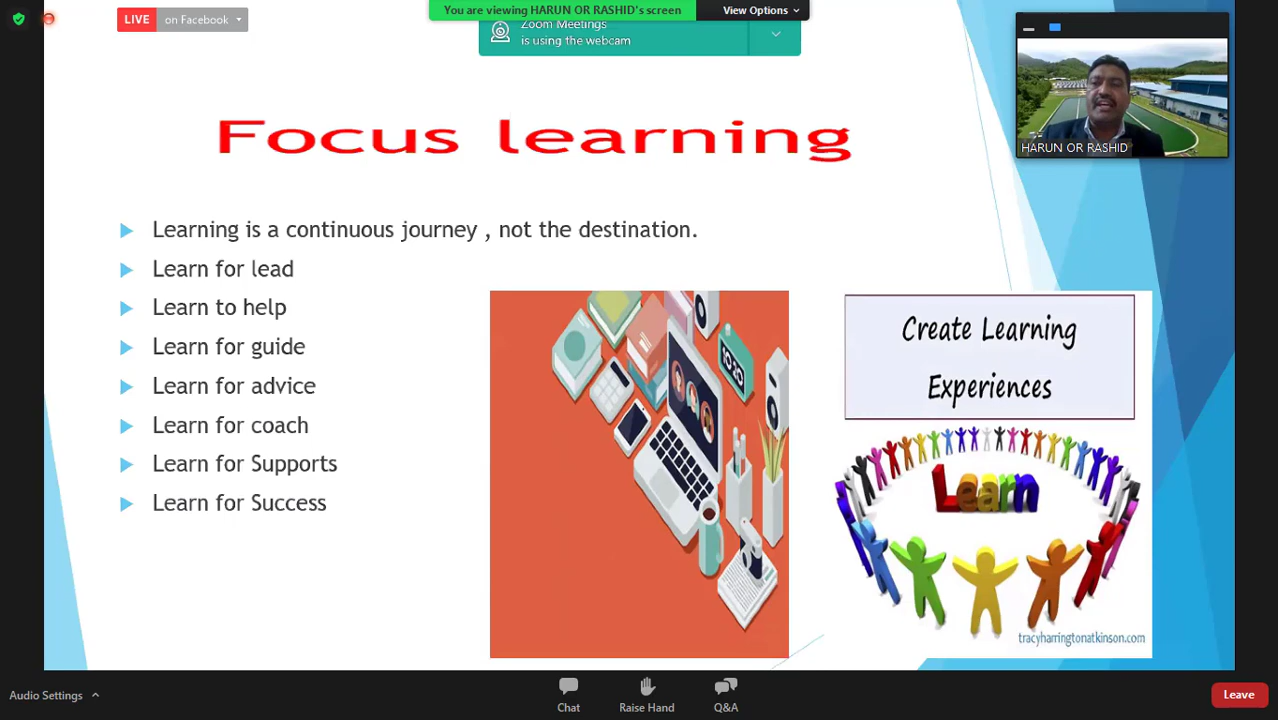 LIVE on Facebook
You are viewing HARUN OR RASHID's screen
View Options
Zoom Meetings
is using the webcam
HARUN OR RASHID
Focus learning
Learning is a continuous journey , not the destination.
Learn for lead
Learn to help
Learn for guide
Learn for advice
Learn for coach
Learn for Supports
Learn for Success
10:20
Create Learning
Experiences
Learn
tracyharringtonatkinson.com
Audio Settings
Chat
Raise Hand
Q&A
Leave